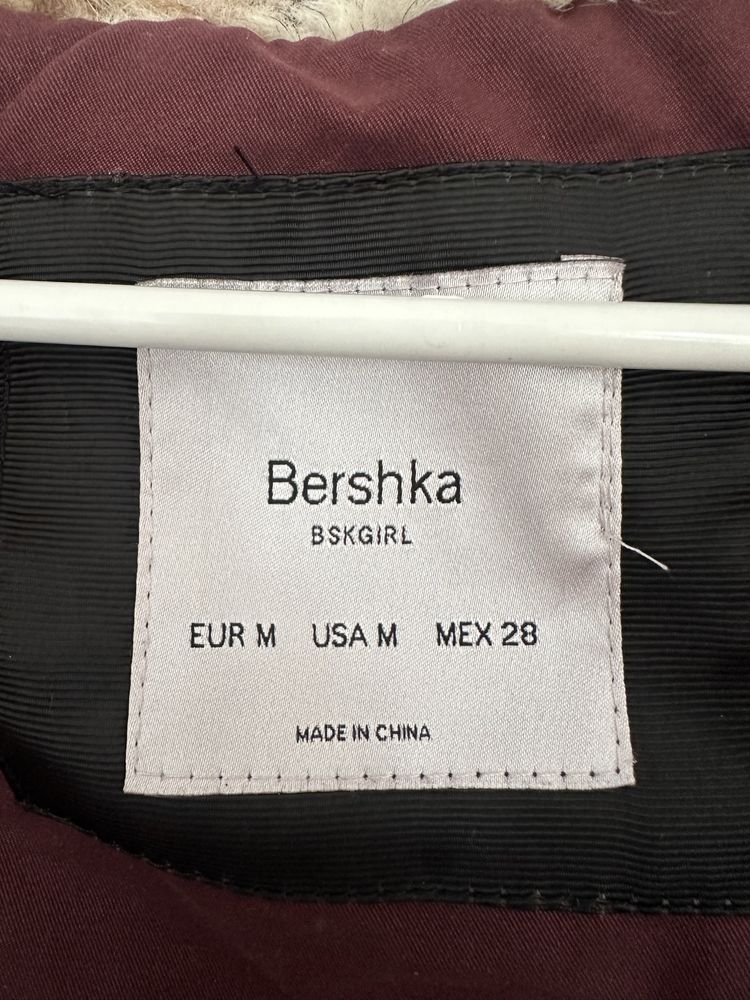 Bershka
BSKGIRL
EUR M USA M MEX 28
MADE IN CHINA